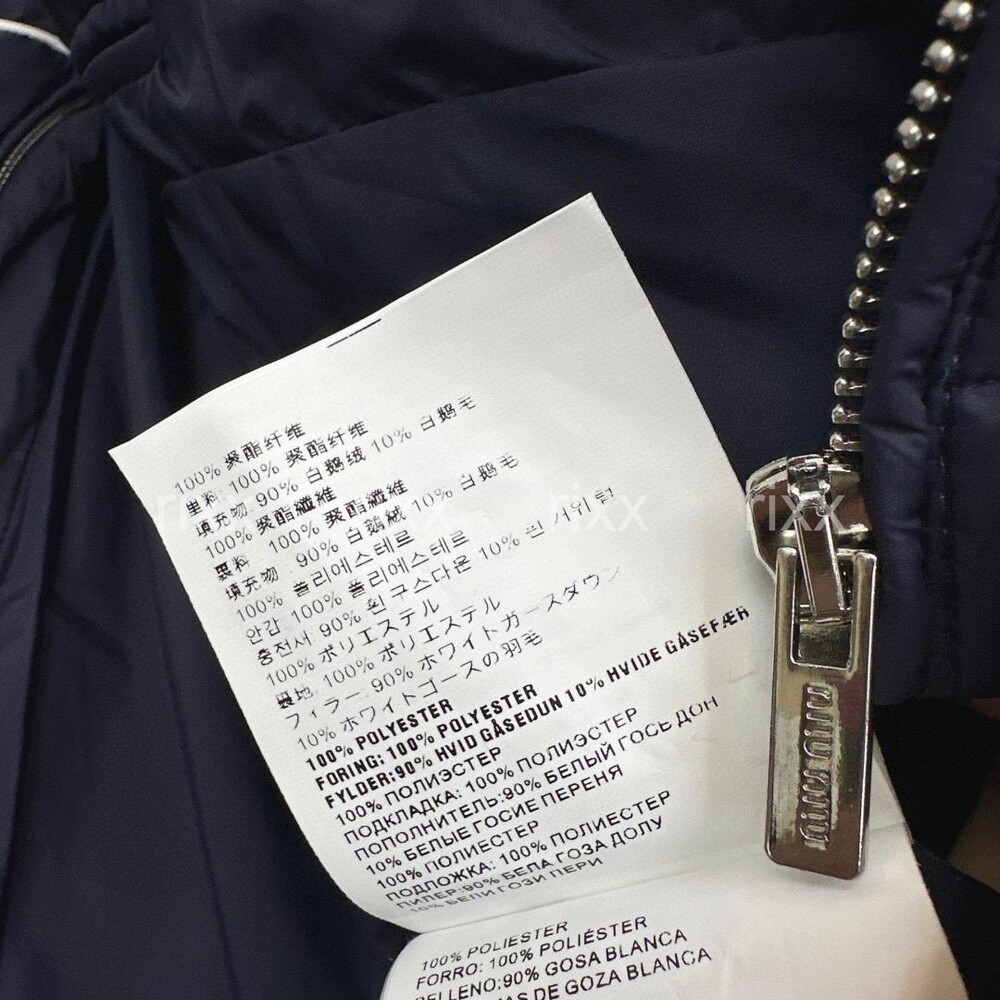 100% 聚酯纤维
里料: 100% 聚酯纤维
填充物: 90% 白鹅绒 10% 白鹅毛
100% 聚酯纖維
裏料 100% 聚酯纖維
填充物 90% 白鵝絨 10% 白鵝毛
100% 폴리에스테르
안감 100% 폴리에스테르
충전새 90% 흰 구스다운 10% 흰 거위 털
100% ポリエステル
裏地 100% ポリエステル
フィラー 90% ホワイトガースダウン
10% ホワイトゴースの羽毛
100% POLYESTER
FORING: 100% POLYESTER
FYLDER:90% HVID GÅSEDUN 10% HVIDE GÅSEFÆR
100% ПОЛИЭСТЕР
ПОДКЛАДКА: 100% ПОЛИЭСТЕР
ПОПОЛНИТЕЛЬ:90% БЕЛЫЙ ГОСЬ ДОН
10% БЕЛЫЕ ГОСИЕ ПЕРЕНЯ
100% ПОЛИЕСТЕР
ПОДЛОЖКА: 100% ПОЛИЕСТЕР
ПИЛЕР:90% БЕЛА ГОЗА ДОЛУ
10% БЕЛИ ГОЗИ ПЕРИ
100% POLIESTER
FORRO: 100% POLIÉSTER
RELLENO:90% GOSA BLANCA
DE GOZA BLANCA
miu miu
rixx rixx rixx rixx